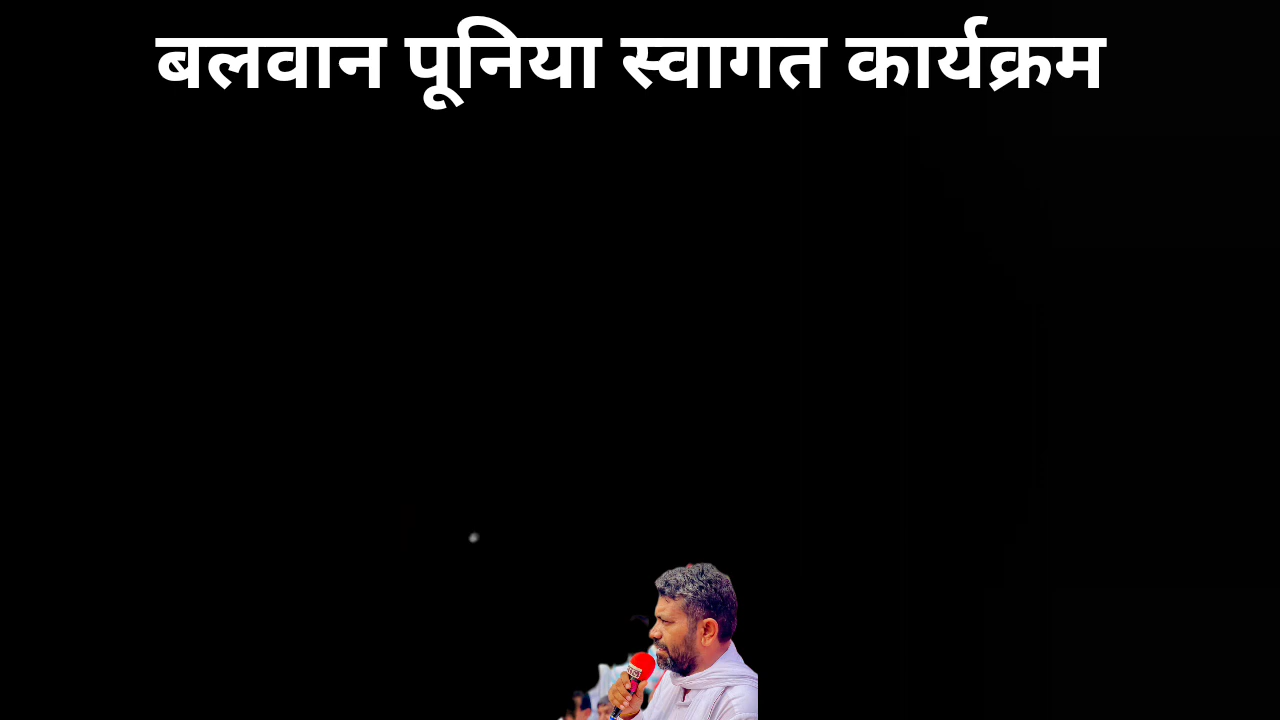 बलवान पूनिया स्वागत कार्यक्रम